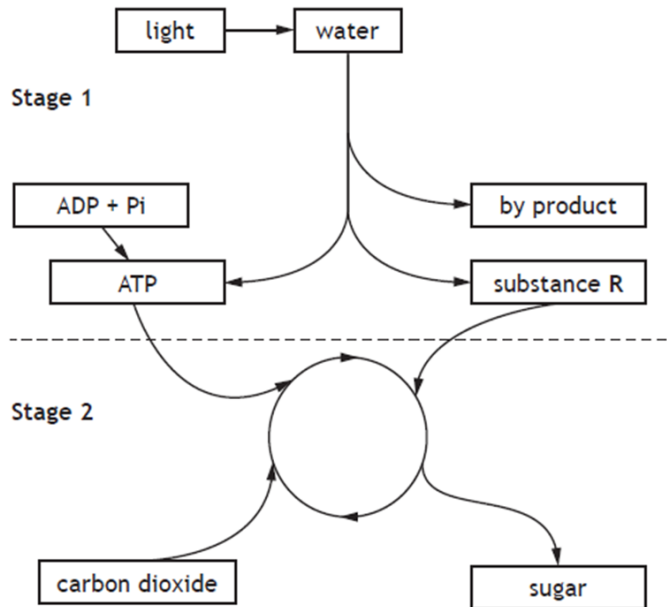 light
water
Stage 1
ADP + Pi
by product
ATP
substance R
Stage 2
carbon dioxide
sugar